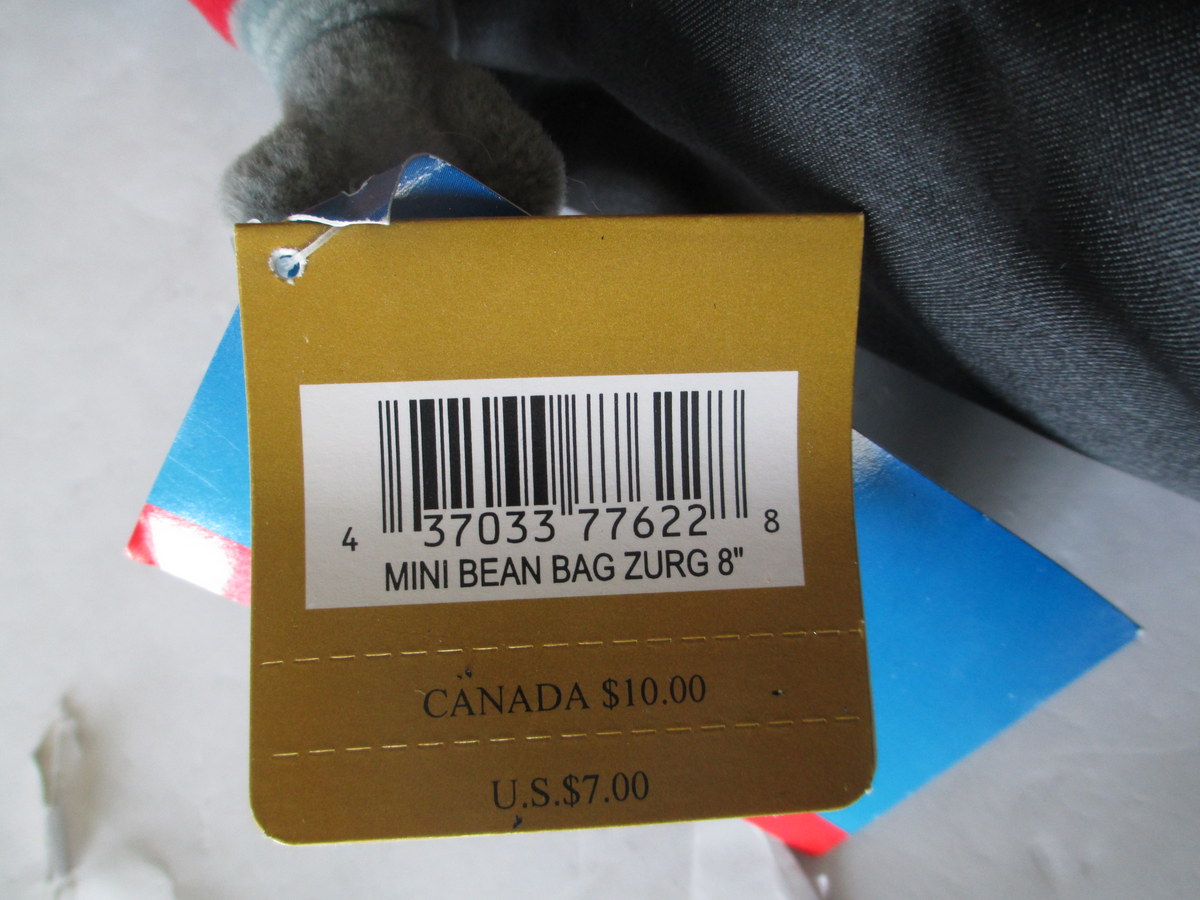 4 37033 77622 8
MINI BEAN BAG ZURG 8"
CANADA $10.00
U.S.$7.00